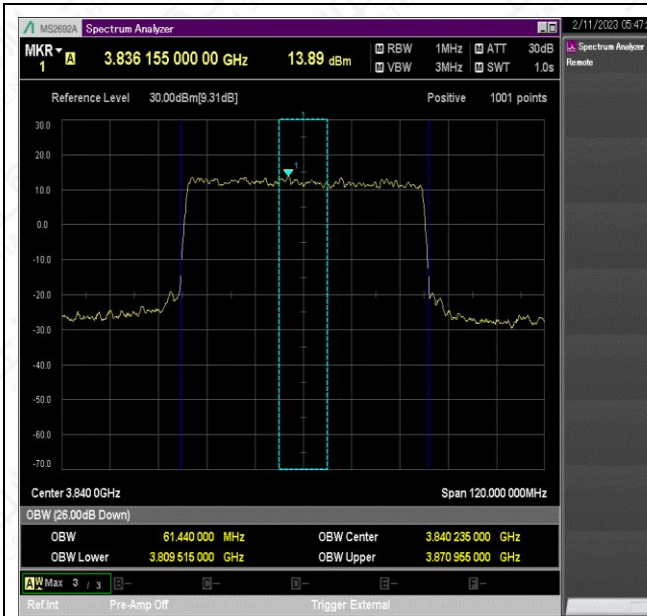 MS2692A Spectrum Analyzer
2/11/2023 05:47:
MKR 1 A 3.836 155 000 00 GHz 13.89 dBm
M RBW 1MHz M ATT 30dB
M VBW 3MHz M SWT 1.0s
Spectrum Analyzer
Remote
Reference Level 30.00dBm[9.31dB] Positive 1001 points
1
30.0
20.0
1
10.0
0.0
-10.0
-20.0
-30.0
-40.0
-50.0
-60.0
-70.0
Center 3.840 0GHz Span 120.000 000MHz
OBW (26.00dB Down)
OBW 61.440 000 MHz OBW Center 3.840 235 000 GHz
OBW Lower 3.809 515 000 GHz OBW Upper 3.870 955 000 GHz
A W Max 3 / 3 B- C- D- E- F-
Ref.Int Pre-Amp Off Trigger External